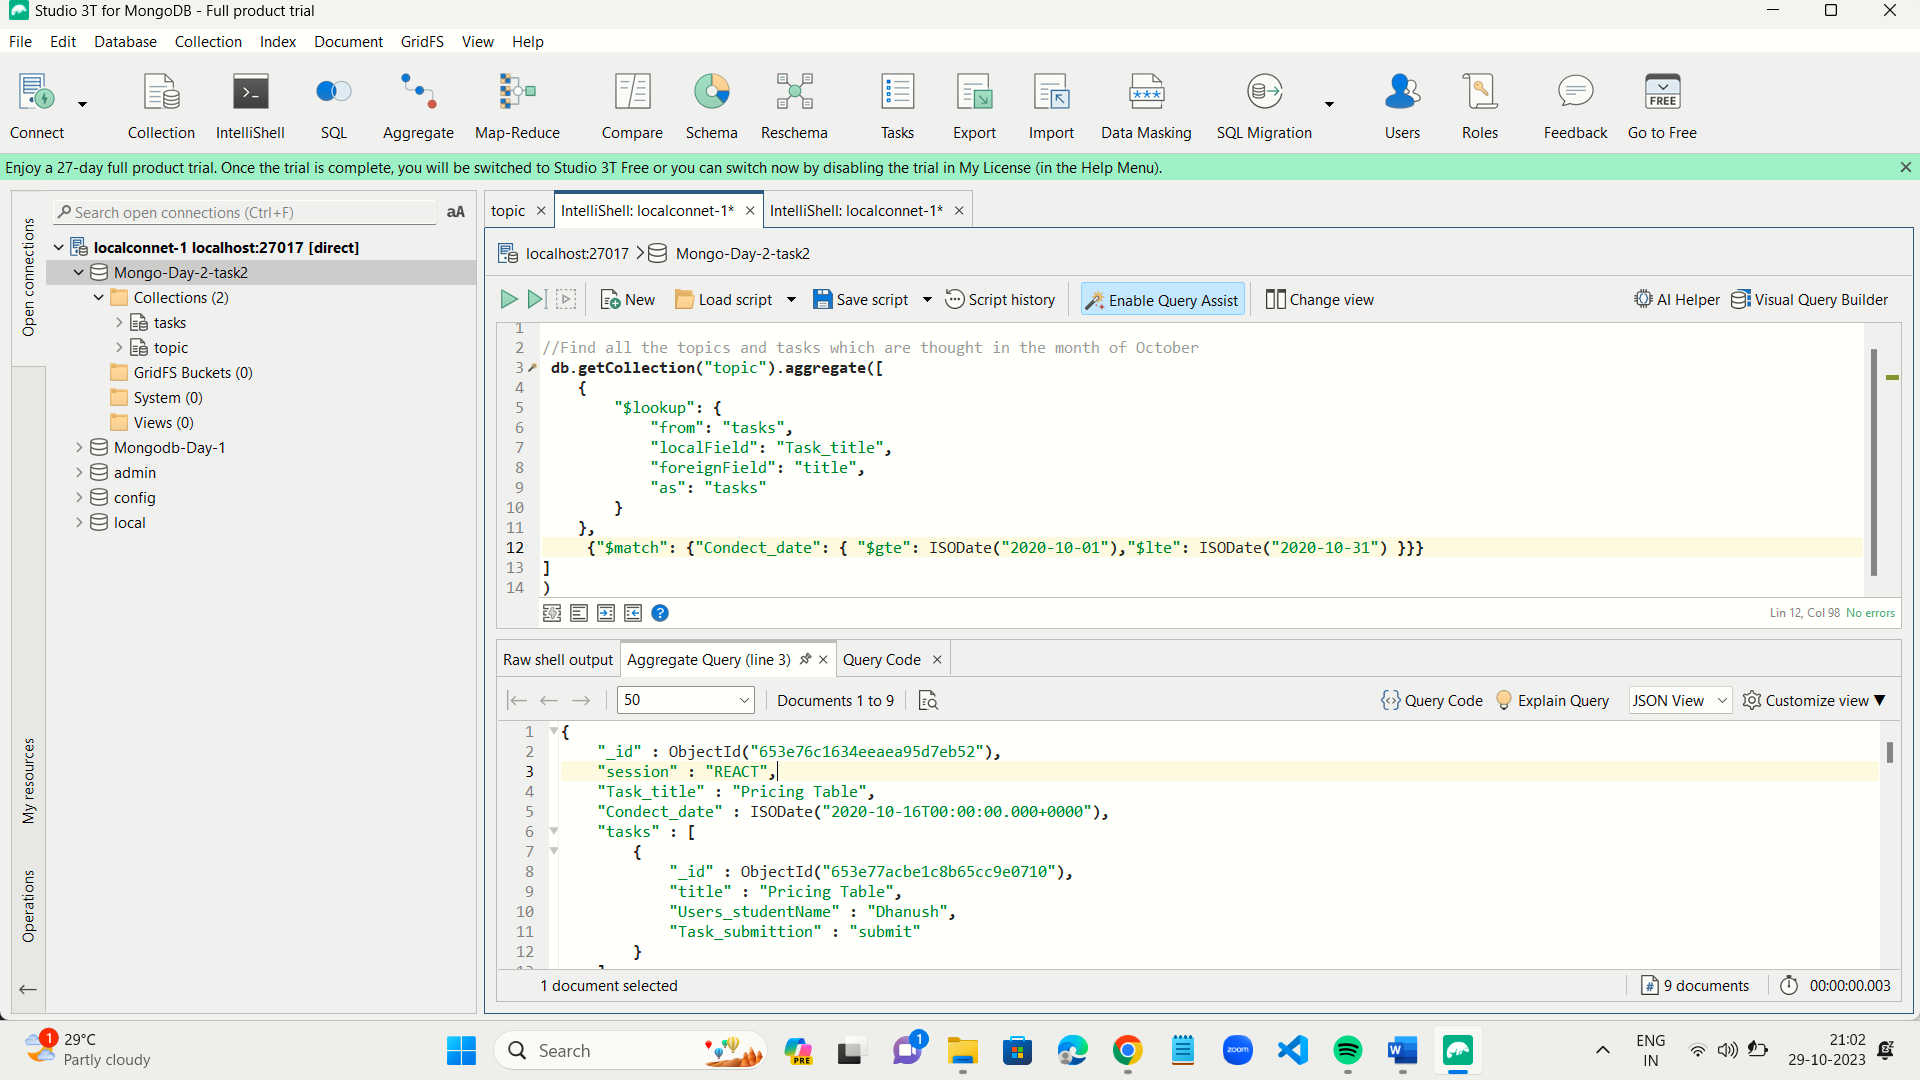 Studio 3T for MongoDB - Full product trial
File Edit Database Collection Index Document GridFS View Help
Connect Collection IntelliShell SQL Aggregate Map-Reduce Compare Schema Reschema Tasks Export Import Data Masking SQL Migration Users Roles Feedback FREE Go to Free
Enjoy a 27-day full product trial. Once the trial is complete, you will be switched to Studio 3T Free or you can switch now by disabling the trial in My License (in the Help Menu).
Open connections
My resources
Operations
Search open connections (Ctrl+F) aA
localconnet-1 localhost:27017 [direct]
Mongo-Day-2-task2
Collections (2)
tasks
topic
GridFS Buckets (0)
System (0)
Views (0)
Mongodb-Day-1
admin
config
local
topic IntelliShell: localconnet-1* IntelliShell: localconnet-1*
localhost:27017 Mongo-Day-2-task2
New Load script Save script Script history Enable Query Assist Change view AI Helper Visual Query Builder
1
2 //Find all the topics and tasks which are thought in the month of October
3 db.getCollection("topic").aggregate([
4 {
5 "$lookup": {
6 "from": "tasks",
7 "localField": "Task_title",
8 "foreignField": "title",
9 "as": "tasks"
10 }
11 },
12 {"$match": {"Condect_date": { "$gte": ISODate("2020-10-01"),"$lte": ISODate("2020-10-31") }}}
13 ]
14 )
Lin 12, Col 98 No errors
Raw shell output Aggregate Query (line 3) Query Code
50 Documents 1 to 9 Query Code Explain Query JSON View Customize view
1 {
2 "_id" : ObjectId("653e76c1634eeaea95d7eb52"),
3 "session" : "REACT",
4 "Task_title" : "Pricing Table",
5 "Condect_date" : ISODate("2020-10-16T00:00:00.000+0000"),
6 "tasks" : [
7 {
8 "_id" : ObjectId("653e77acbe1c8b65cc9e0710"),
9 "title" : "Pricing Table",
10 "Users_studentName" : "Dhanush",
11 "Task_submittion" : "submit"
12 }
1 document selected 9 documents 00:00:00.003
1 29°C
Partly cloudy
Search
PRE
1
zoom
ENG
IN
21:02
29-10-2023